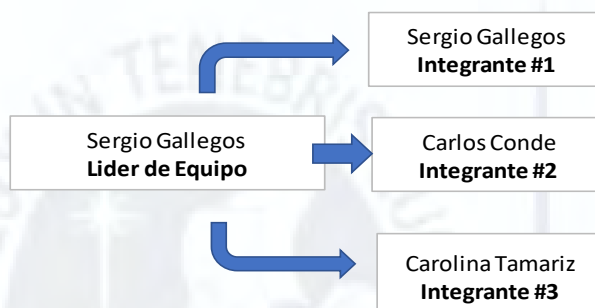 Sergio Gallegos
Integrante #1
Sergio Gallegos
Lider de Equipo
Carlos Conde
Integrante #2
Carolina Tamariz
Integrante #3